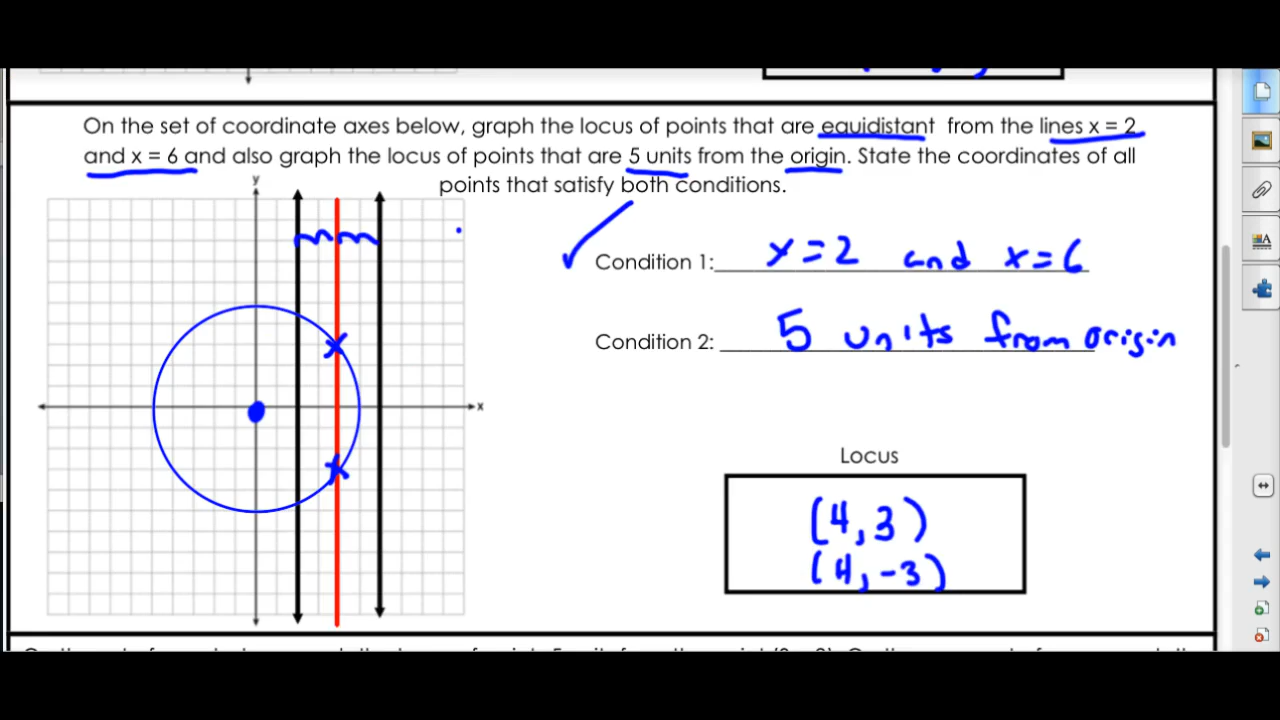 On the set of coordinate axes below, graph the locus of points that are equidistant from the lines x = 2
and x = 6 and also graph the locus of points that are 5 units from the origin. State the coordinates of all
points that satisfy both conditions.
y
x
Condition 1: x = 2 and x = 6
Condition 2: 5 units from origin
Locus
(4, 3)
(4, -3)